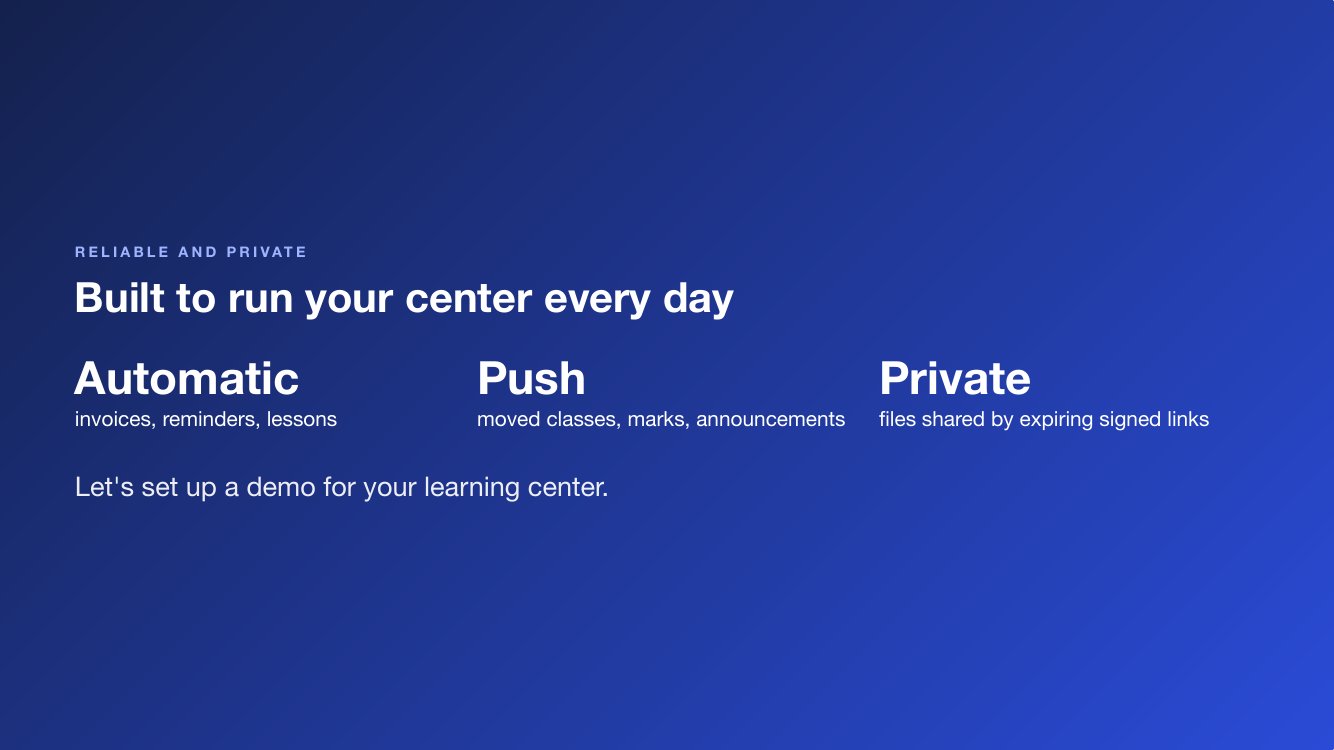 RELIABLE AND PRIVATE
Built to run your center every day
Automatic
invoices, reminders, lessons
Push
moved classes, marks, announcements
Private
files shared by expiring signed links
Let's set up a demo for your learning center.